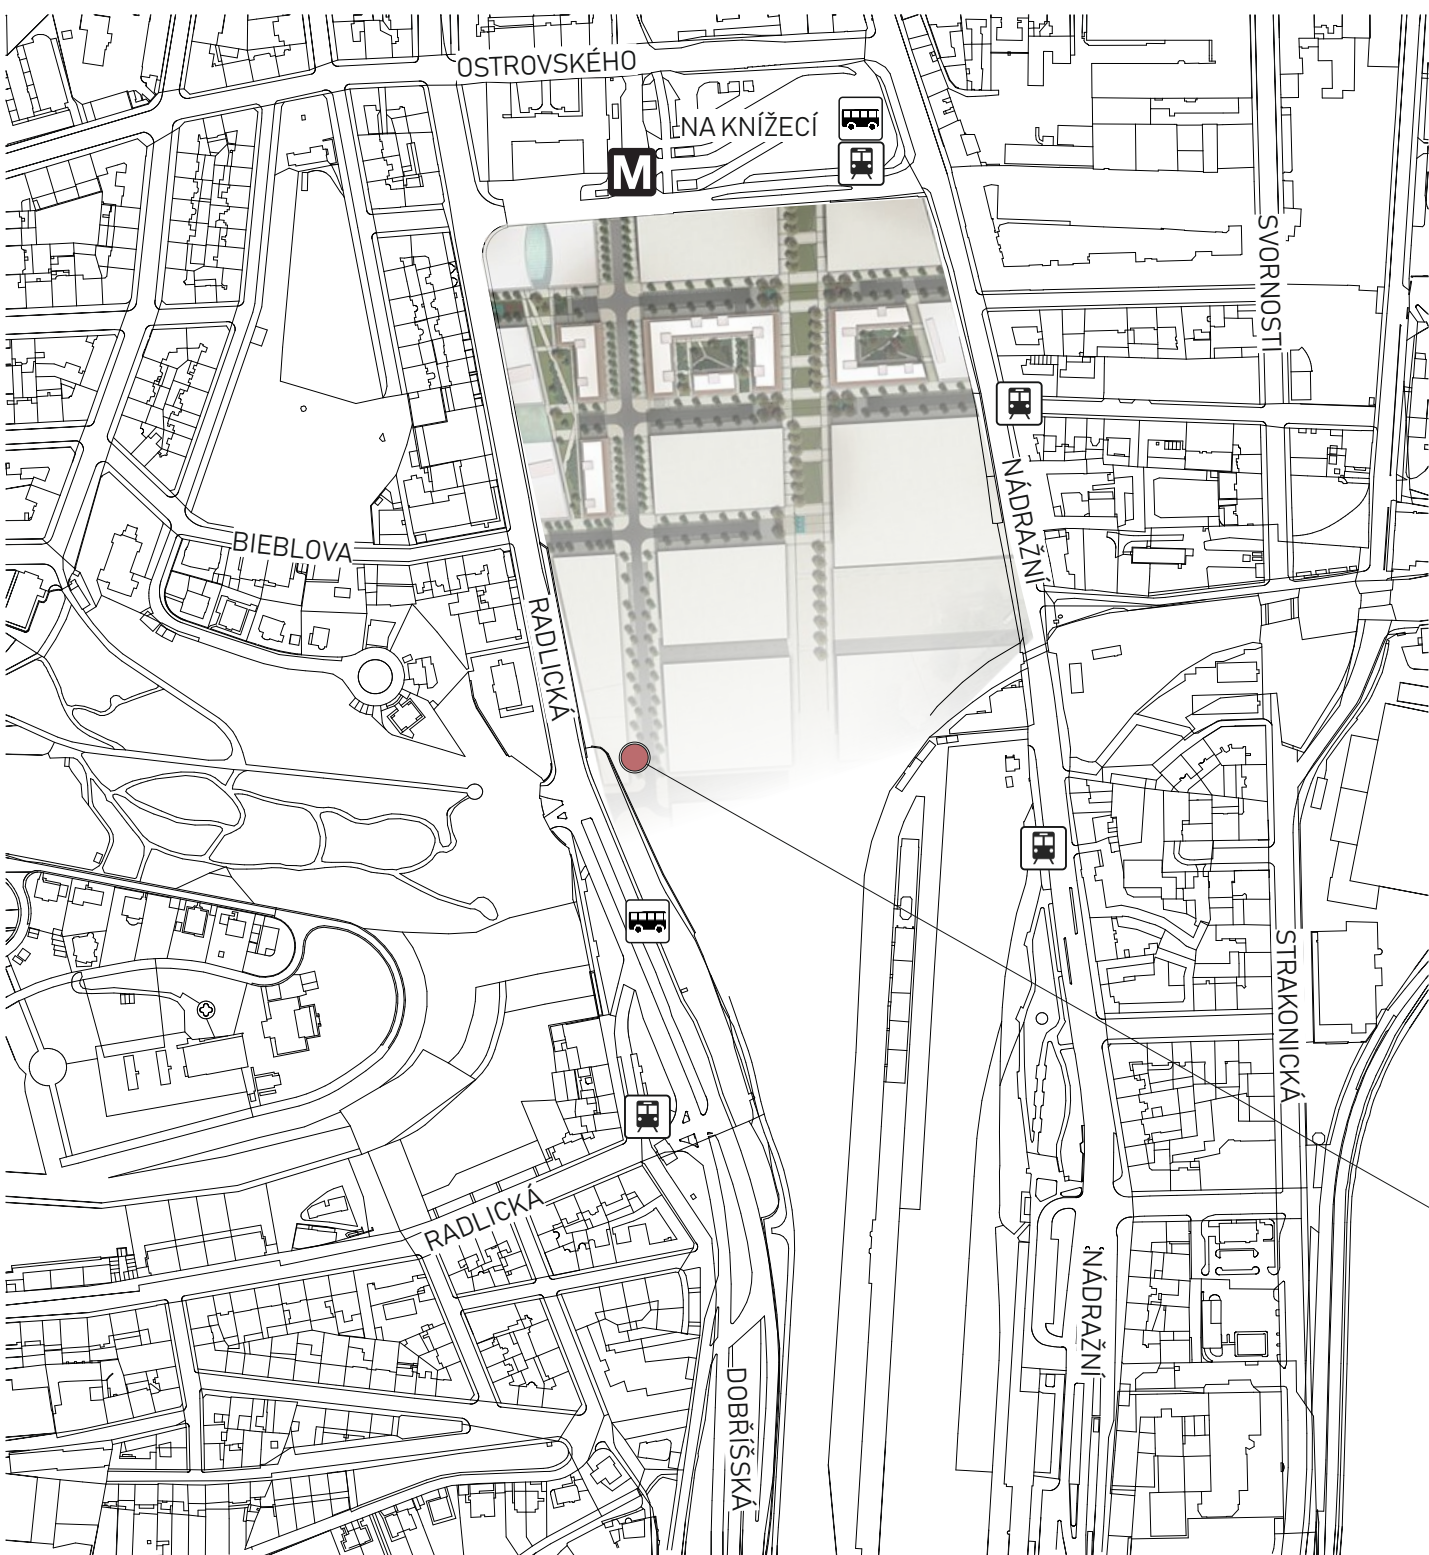 OSTROVSKÉHO
NA KNÍŽECÍ
M
SVORNOSTI
NÁDRAŽNÍ
BIEBLOVA
RADLICKÁ
STRAKONICKÁ
RADLICKÁ
NÁDRAŽNÍ
DOBŘÍŠSKÁ